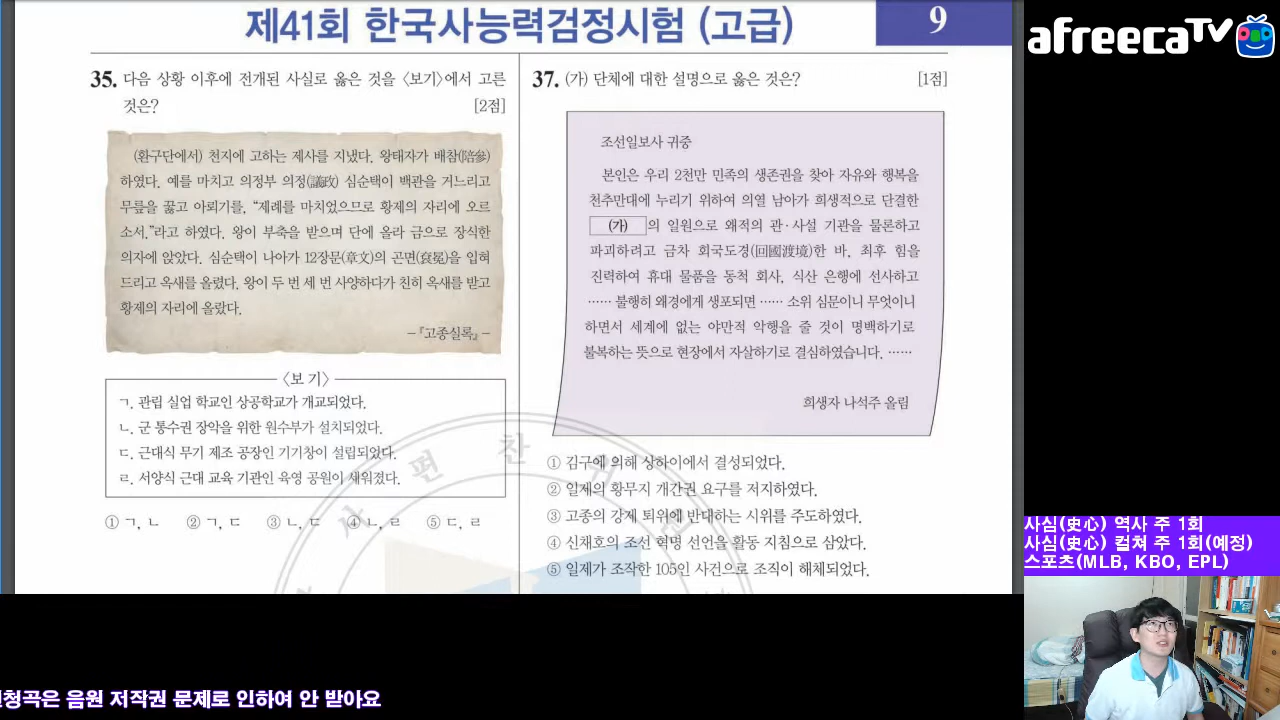 제41회 한국사능력검정시험 (고급)
9
35. 다음 상황 이후에 전개된 사실로 옳은 것을 〈보기〉에서 고른
것은? [2점]
(환구단에서) 천지에 고하는 제사를 지냈다. 왕태자가 배참(陪參)
하였다. 예를 마치고 의정부 의정(議政) 심순택이 백관을 거느리고
무릎을 꿇고 아뢰기를, “제례를 마치었으므로 황제의 자리에 오르
소서.”라고 하였다. 왕이 부축을 받으며 단에 올라 금으로 장식한
의자에 앉았다. 심순택이 나아가 12장문(章文)의 곤면(袞冕)을 입혀
드리고 옥새를 올렸다. 왕이 두 번 세 번 사양하다가 친히 옥새를 받고
황제의 자리에 올랐다.
－『고종실록』－
〈보 기〉
ㄱ. 관립 실업 학교인 상공학교가 개교되었다.
ㄴ. 군 통수권 장악을 위한 원수부가 설치되었다.
ㄷ. 근대식 무기 제조 공장인 기기창이 설립되었다.
ㄹ. 서양식 근대 교육 기관인 육영 공원이 세워졌다.
① ㄱ, ㄴ ② ㄱ, ㄷ ③ ㄴ, ㄷ ④ ㄴ, ㄹ ⑤ ㄷ, ㄹ
37. (가) 단체에 대한 설명으로 옳은 것은? [1점]
조선일보사 귀중
본인은 우리 2천만 민족의 생존권을 찾아 자유와 행복을
천추만대에 누리기 위하여 의열 남아가 희생적으로 단결한
(가) 의 일원으로 왜적의 관·사설 기관을 물론하고
파괴하려고 금차 회국도경(回國渡境)한 바, 최후 힘을
진력하여 휴대 물품을 동척 회사, 식산 은행에 선사하고
…… 불행히 왜경에게 생포되면 …… 소위 심문이니 무엇이니
하면서 세계에 없는 야만적 악행을 줄 것이 명백하기로
불복하는 뜻으로 현장에서 자살하기로 결심하였습니다. ……
희생자 나석주 올림
① 김구에 의해 상하이에서 결성되었다.
② 일제의 황무지 개간권 요구를 저지하였다.
③ 고종의 강제 퇴위에 반대하는 시위를 주도하였다.
④ 신채호의 조선 혁명 선언을 활동 지침으로 삼았다.
⑤ 일제가 조작한 105인 사건으로 조직이 해체되었다.
편 찬
afreecaTV
사심(史心) 역사 주 1회
사심(史心) 컬쳐 주 1회(예정)
스포츠(MLB, KBO, EPL)
청곡은 음원 저작권 문제로 인하여 안 받아요